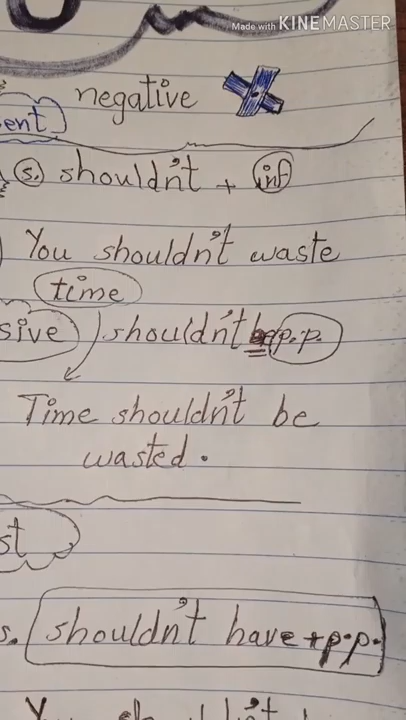 Made with KINEMASTER
negative
ent
(s.) shouldn't + inf
You shouldn't waste
time
sive) shouldn't be p.p.
Time shouldn't be
wasted.
st
s. shouldn't have + p.p.